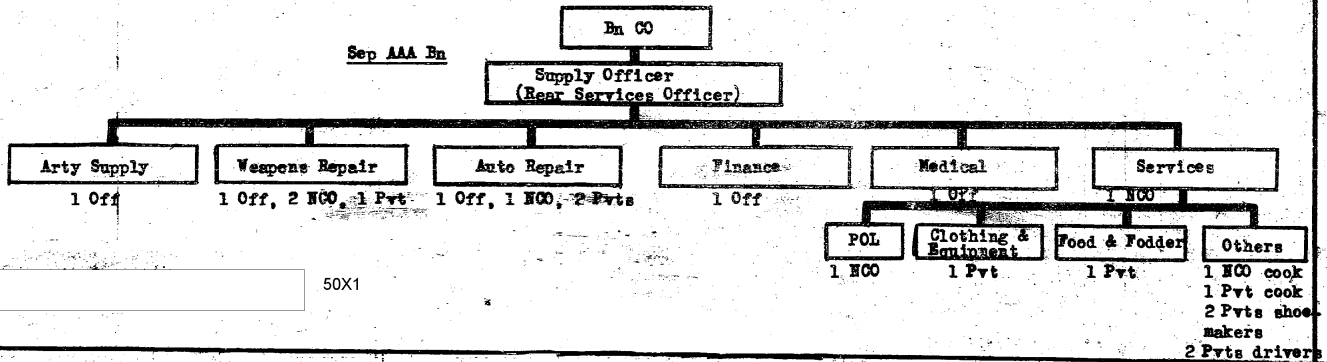 Bn CO
Sep AAA Bn
Supply Officer
(Rear Services Officer)
Arty Supply
Weapons Repair
Auto Repair
Finance
Medical
Services
1 Off
1 Off, 2 NCO, 1 Pvt
1 Off, 1 NCO, 2 Pvts
1 Off
1 Off
1 NCO
POL
Clothing &
Equipment
Food & Fodder
Others
1 NCO
1 Pvt
1 Pvt
1 NCO cook
1 Pvt cook
2 Pvts shoe-
makers
2 Pvts drivers
50X1